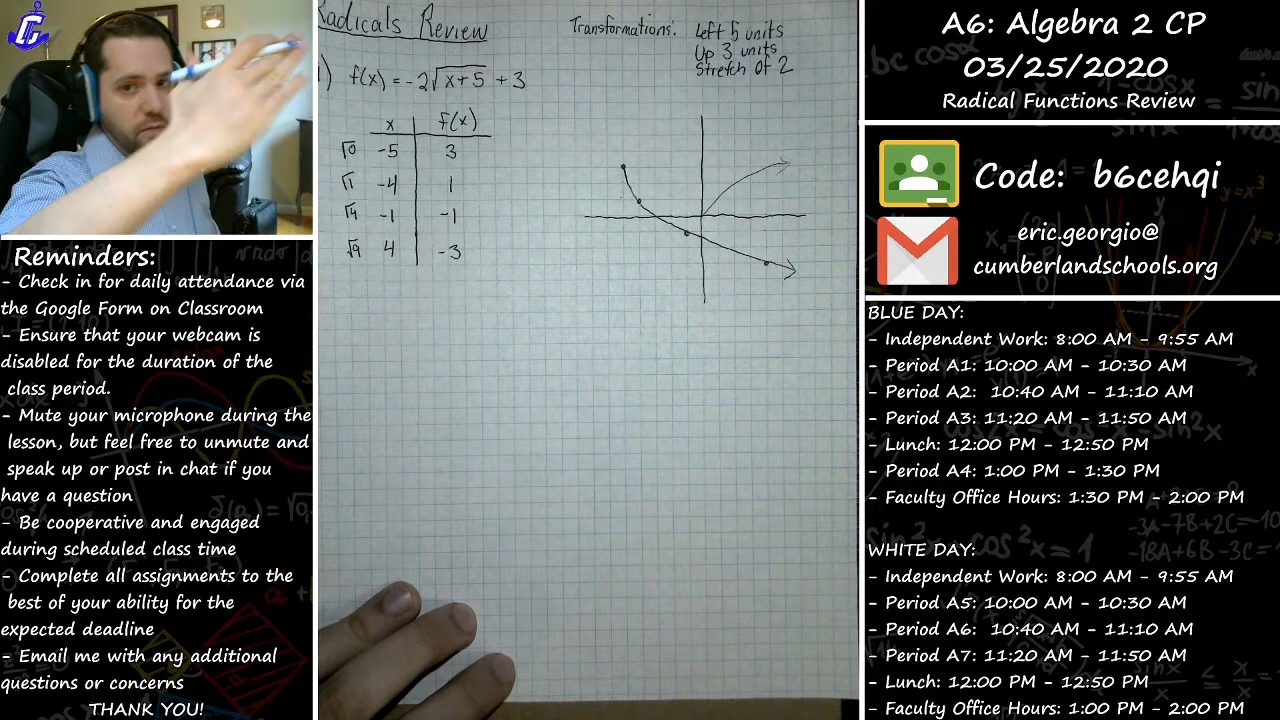 C
Radicals Review
1) f(x) = -2√x+5 + 3
x f(x)
√0 -5 3
√1 -4 1
√4 -1 -1
√9 4 -3
Transformations: Left 5 units
Up 3 units
Stretch of 2
A6: Algebra 2 CP
03/25/2020
Radical Functions Review
Code: b6cehqi
eric.georgio@
cumberlandschools.org
Reminders:
- Check in for daily attendance via
the Google Form on Classroom
- Ensure that your webcam is
disabled for the duration of the
class period.
- Mute your microphone during the
lesson, but feel free to unmute and
speak up or post in chat if you
have a question
- Be cooperative and engaged
during scheduled class time
- Complete all assignments to the
best of your ability for the
expected deadline
- Email me with any additional
questions or concerns
THANK YOU!
BLUE DAY:
- Independent Work: 8:00 AM - 9:55 AM
- Period A1: 10:00 AM - 10:30 AM
- Period A2: 10:40 AM - 11:10 AM
- Period A3: 11:20 AM - 11:50 AM
- Lunch: 12:00 PM - 12:50 PM
- Period A4: 1:00 PM - 1:30 PM
- Faculty Office Hours: 1:30 PM - 2:00 PM
WHITE DAY:
- Independent Work: 8:00 AM - 9:55 AM
- Period A5: 10:00 AM - 10:30 AM
- Period A6: 10:40 AM - 11:10 AM
- Period A7: 11:20 AM - 11:50 AM
- Lunch: 12:00 PM - 12:50 PM
- Faculty Office Hours: 1:00 PM - 2:00 PM